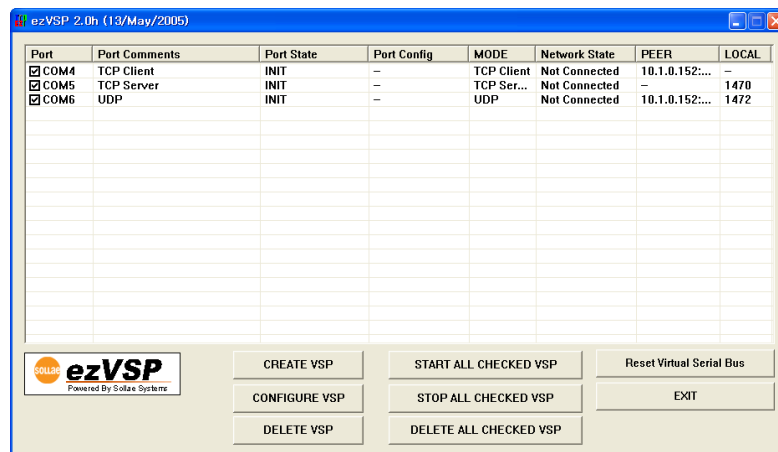 ezVSP 2.0h (13/May/2005)
Port Port Comments Port State Port Config MODE Network State PEER LOCAL
COM4 TCP Client INIT – TCP Client Not Connected 10.1.0.152:... –
COM5 TCP Server INIT – TCP Ser... Not Connected – 1470
COM6 UDP INIT – UDP Not Connected 10.1.0.152:... 1472
SOLLAE ezVSP
Powered By Sollae Systems
CREATE VSP START ALL CHECKED VSP Reset Virtual Serial Bus
CONFIGURE VSP STOP ALL CHECKED VSP EXIT
DELETE VSP DELETE ALL CHECKED VSP